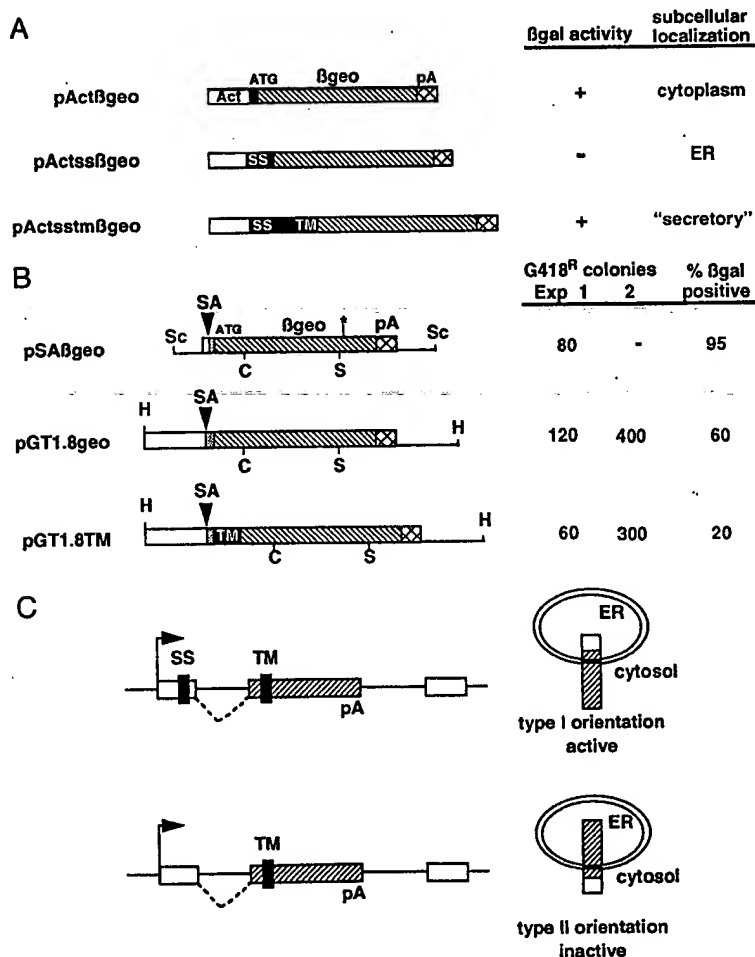 A
ßgal activity
subcellular localization
pActßgeo
Act
ATG
ßgeo
pA
+
cytoplasm
pActssßgeo
SS
-
ER
pActsstmßgeo
SS
TM
+
"secretory"
B
G418R colonies
Exp 1 2
% ßgal positive
pSAßgeo
Sc
SA
ATG
ßgeo
*
pA
Sc
C
S
80
-
95
pGT1.8geo
H
SA
H
C
S
120
400
60
pGT1.8TM
H
SA
TM
H
C
S
60
300
20
C
SS
TM
pA
ER
cytosol
type I orientation
active
TM
pA
ER
cytosol
type II orientation
inactive